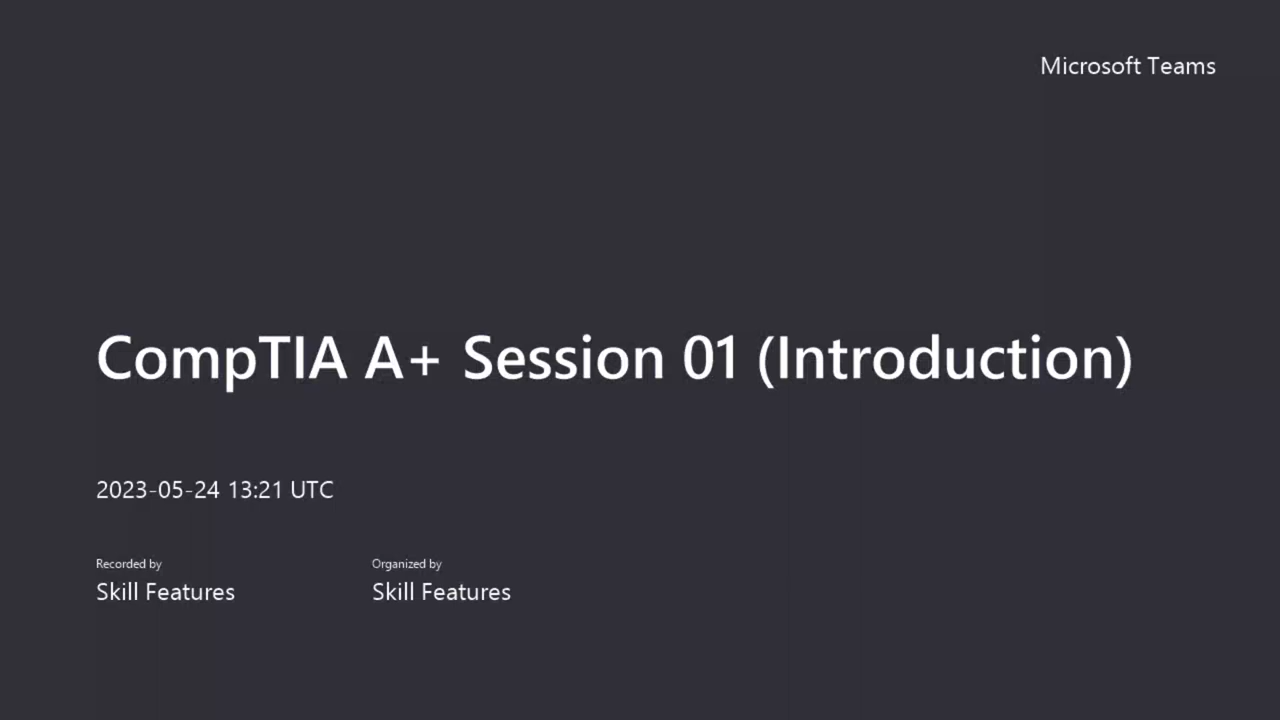 Microsoft Teams
CompTIA A+ Session 01 (Introduction)
2023-05-24 13:21 UTC
Recorded by
Skill Features
Organized by
Skill Features